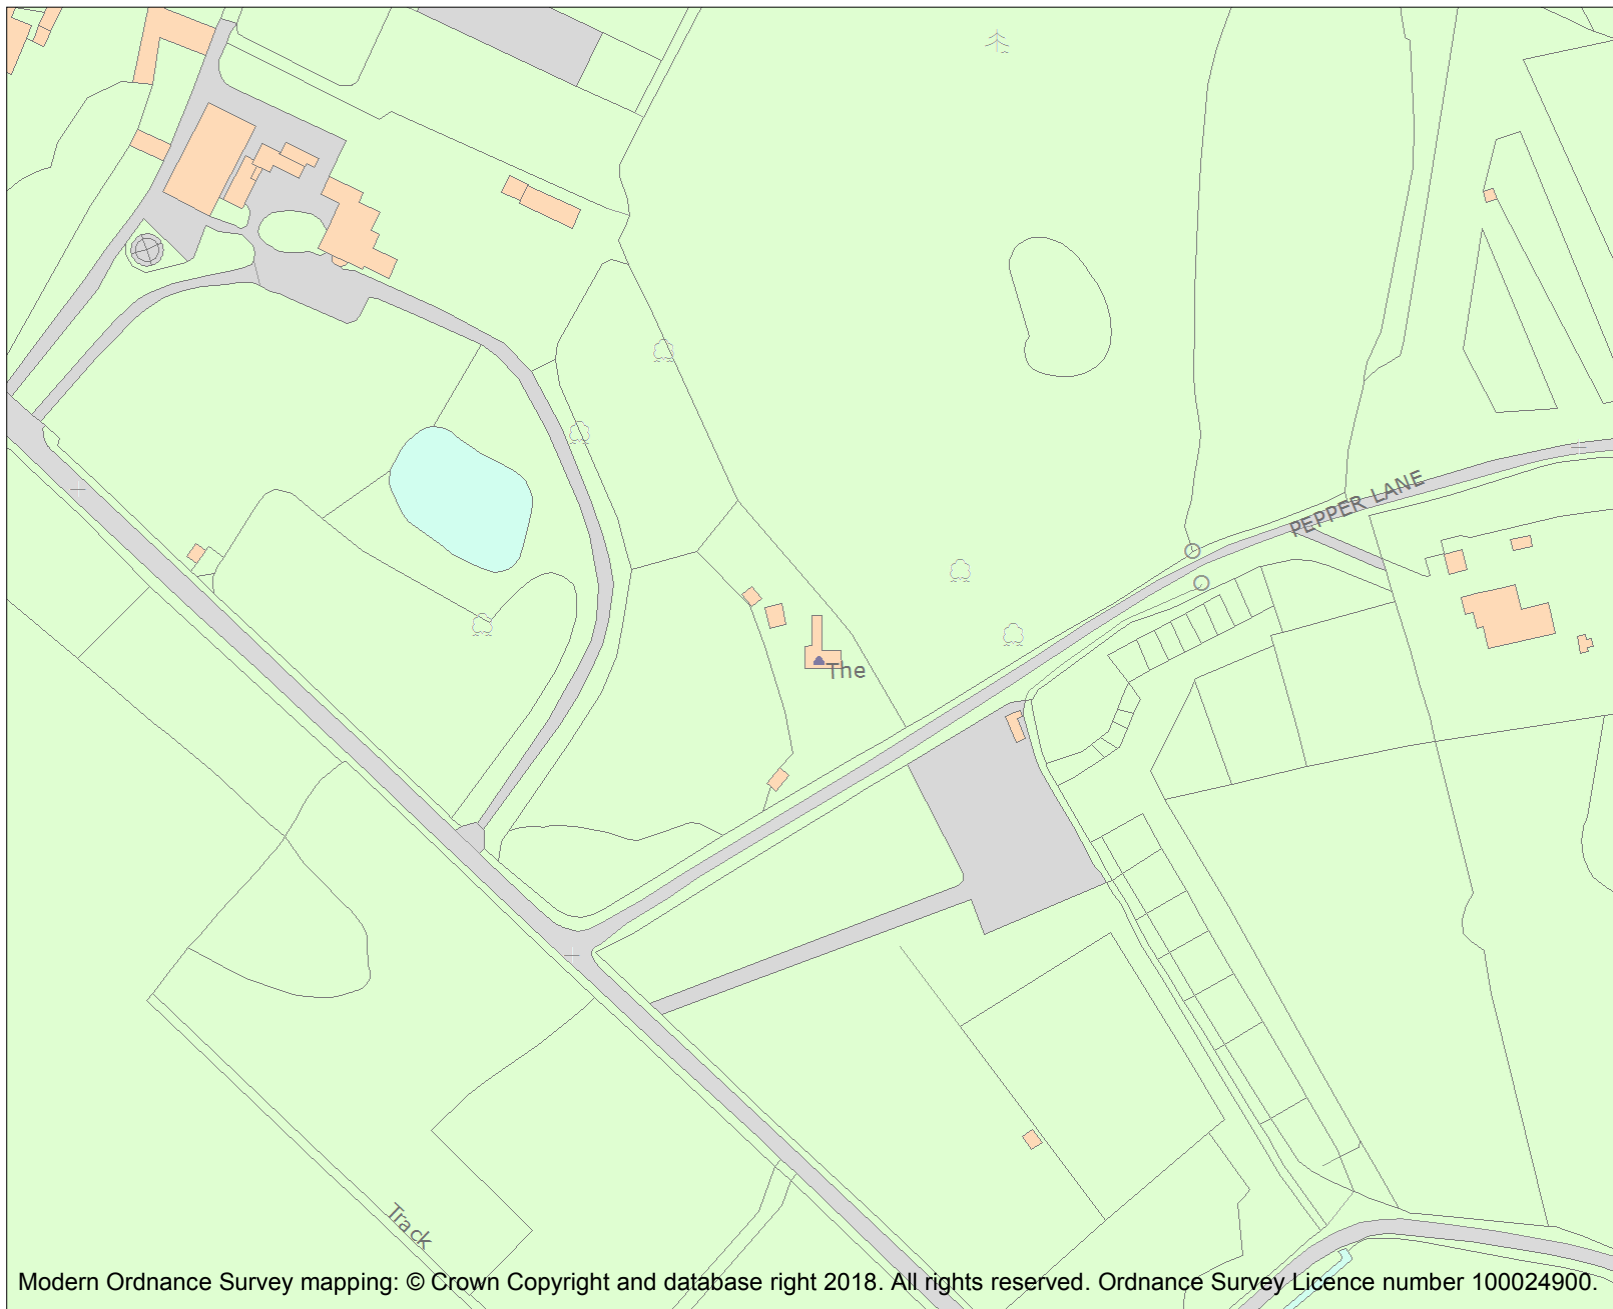 PEPPER LANE
The
Track
Modern Ordnance Survey mapping: © Crown Copyright and database right 2018. All rights reserved. Ordnance Survey Licence number 100024900.